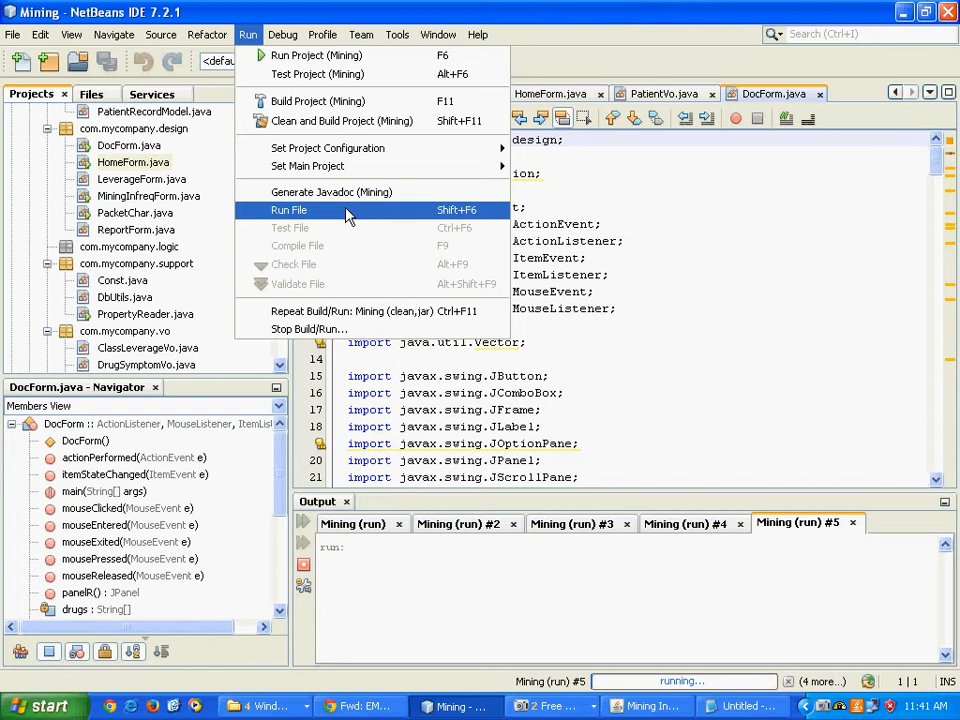 Mining - NetBeans IDE 7.2.1
File Edit View Navigate Source Refactor Run Debug Profile Team Tools Window Help
Search (Ctrl+I)
<defau
Run Project (Mining) F6
Test Project (Mining) Alt+F6
Build Project (Mining) F11
Clean and Build Project (Mining) Shift+F11
Set Project Configuration
Set Main Project
Generate Javadoc (Mining)
Run File Shift+F6
Test File Ctrl+F6
Compile File F9
Check File Alt+F9
Validate File Alt+Shift+F9
Repeat Build/Run: Mining (clean,jar) Ctrl+F11
Stop Build/Run...
Projects Files Services
PatientRecordModel.java
com.mycompany.design
DocForm.java
HomeForm.java
LeverageForm.java
MiningInfreqForm.java
PacketChar.java
ReportForm.java
com.mycompany.logic
com.mycompany.support
Const.java
DbUtils.java
PropertyReader.java
com.mycompany.vo
ClassLeverageVo.java
DrugSymptomVo.java
HomeForm.java PatientVo.java DocForm.java
design;
ion;
t;
ActionEvent;
ActionListener;
ItemEvent;
ItemListener;
MouseEvent;
MouseListener;
import java.util.Vector;
14
15 import javax.swing.JButton;
16 import javax.swing.JComboBox;
17 import javax.swing.JFrame;
18 import javax.swing.JLabel;
import javax.swing.JOptionPane;
20 import javax.swing.JPanel;
21 import javax.swing.JScrollPane;
DocForm.java - Navigator
Members View
DocForm :: ActionListener, MouseListener, ItemList
DocForm()
actionPerformed(ActionEvent e)
itemStateChanged(ItemEvent e)
main(String[] args)
mouseClicked(MouseEvent e)
mouseEntered(MouseEvent e)
mouseExited(MouseEvent e)
mousePressed(MouseEvent e)
mouseReleased(MouseEvent e)
panelR() : JPanel
drugs : String[]
Output
Mining (run) Mining (run) #2 Mining (run) #3 Mining (run) #4 Mining (run) #5
run:
Mining (run) #5 running... (4 more...) 1 | 1 INS
start 4 Wind... Fwd: EM... Mining - ... 2 Free ... Mining In... Untitled -... 11:41 AM